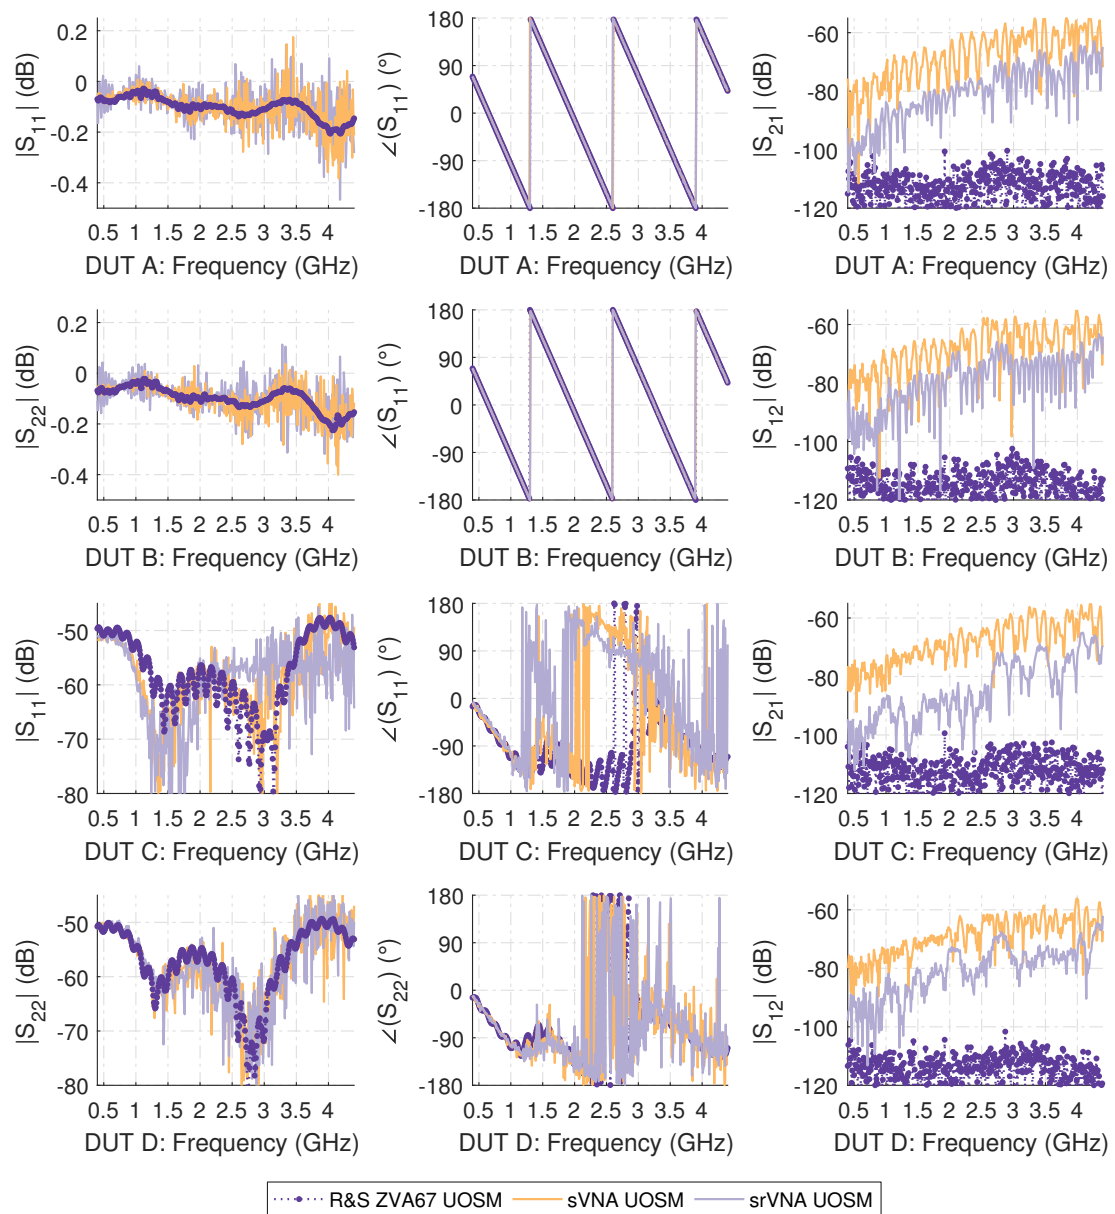 0.2
0
-0.2
-0.4
|S11| (dB)
0.5 1 1.5 2 2.5 3 3.5 4
DUT A: Frequency (GHz)
180
90
0
-90
-180
∠(S11) (°)
0.5 1 1.5 2 2.5 3 3.5 4
DUT A: Frequency (GHz)
-60
-80
-100
-120
|S21| (dB)
0.5 1 1.5 2 2.5 3 3.5 4
DUT A: Frequency (GHz)
0.2
0
-0.2
-0.4
|S22| (dB)
0.5 1 1.5 2 2.5 3 3.5 4
DUT B: Frequency (GHz)
180
90
0
-90
-180
∠(S11) (°)
0.5 1 1.5 2 2.5 3 3.5 4
DUT B: Frequency (GHz)
-60
-80
-100
-120
|S12| (dB)
0.5 1 1.5 2 2.5 3 3.5 4
DUT B: Frequency (GHz)
-50
-60
-70
-80
|S11| (dB)
0.5 1 1.5 2 2.5 3 3.5 4
DUT C: Frequency (GHz)
180
90
0
-90
-180
∠(S11) (°)
0.5 1 1.5 2 2.5 3 3.5 4
DUT C: Frequency (GHz)
-60
-80
-100
-120
|S21| (dB)
0.5 1 1.5 2 2.5 3 3.5 4
DUT C: Frequency (GHz)
-50
-60
-70
-80
|S22| (dB)
0.5 1 1.5 2 2.5 3 3.5 4
DUT D: Frequency (GHz)
180
90
0
-90
-180
∠(S22) (°)
0.5 1 1.5 2 2.5 3 3.5 4
DUT D: Frequency (GHz)
-60
-80
-100
-120
|S12| (dB)
0.5 1 1.5 2 2.5 3 3.5 4
DUT D: Frequency (GHz)
R&S ZVA67 UOSM sVNA UOSM srVNA UOSM